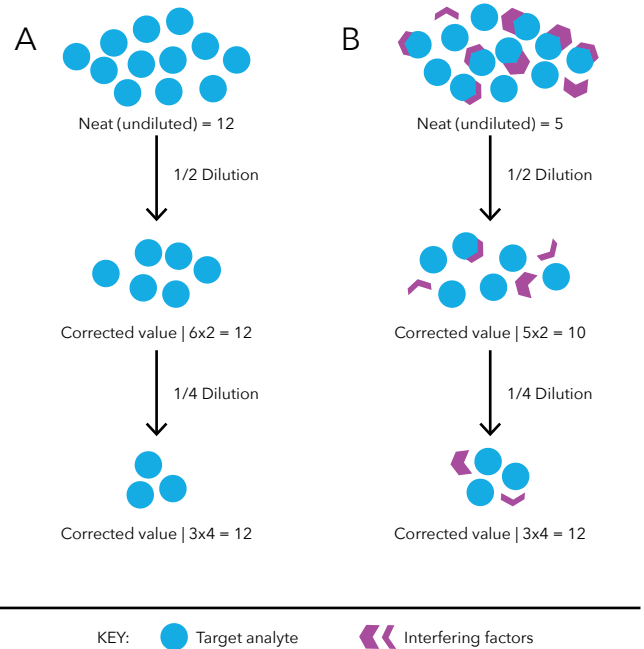 A
B
Neat (undiluted) = 12
Neat (undiluted) = 5
1/2 Dilution
1/2 Dilution
Corrected value | 6x2 = 12
Corrected value | 5x2 = 10
1/4 Dilution
1/4 Dilution
Corrected value | 3x4 = 12
Corrected value | 3x4 = 12
KEY:
Target analyte
Interfering factors